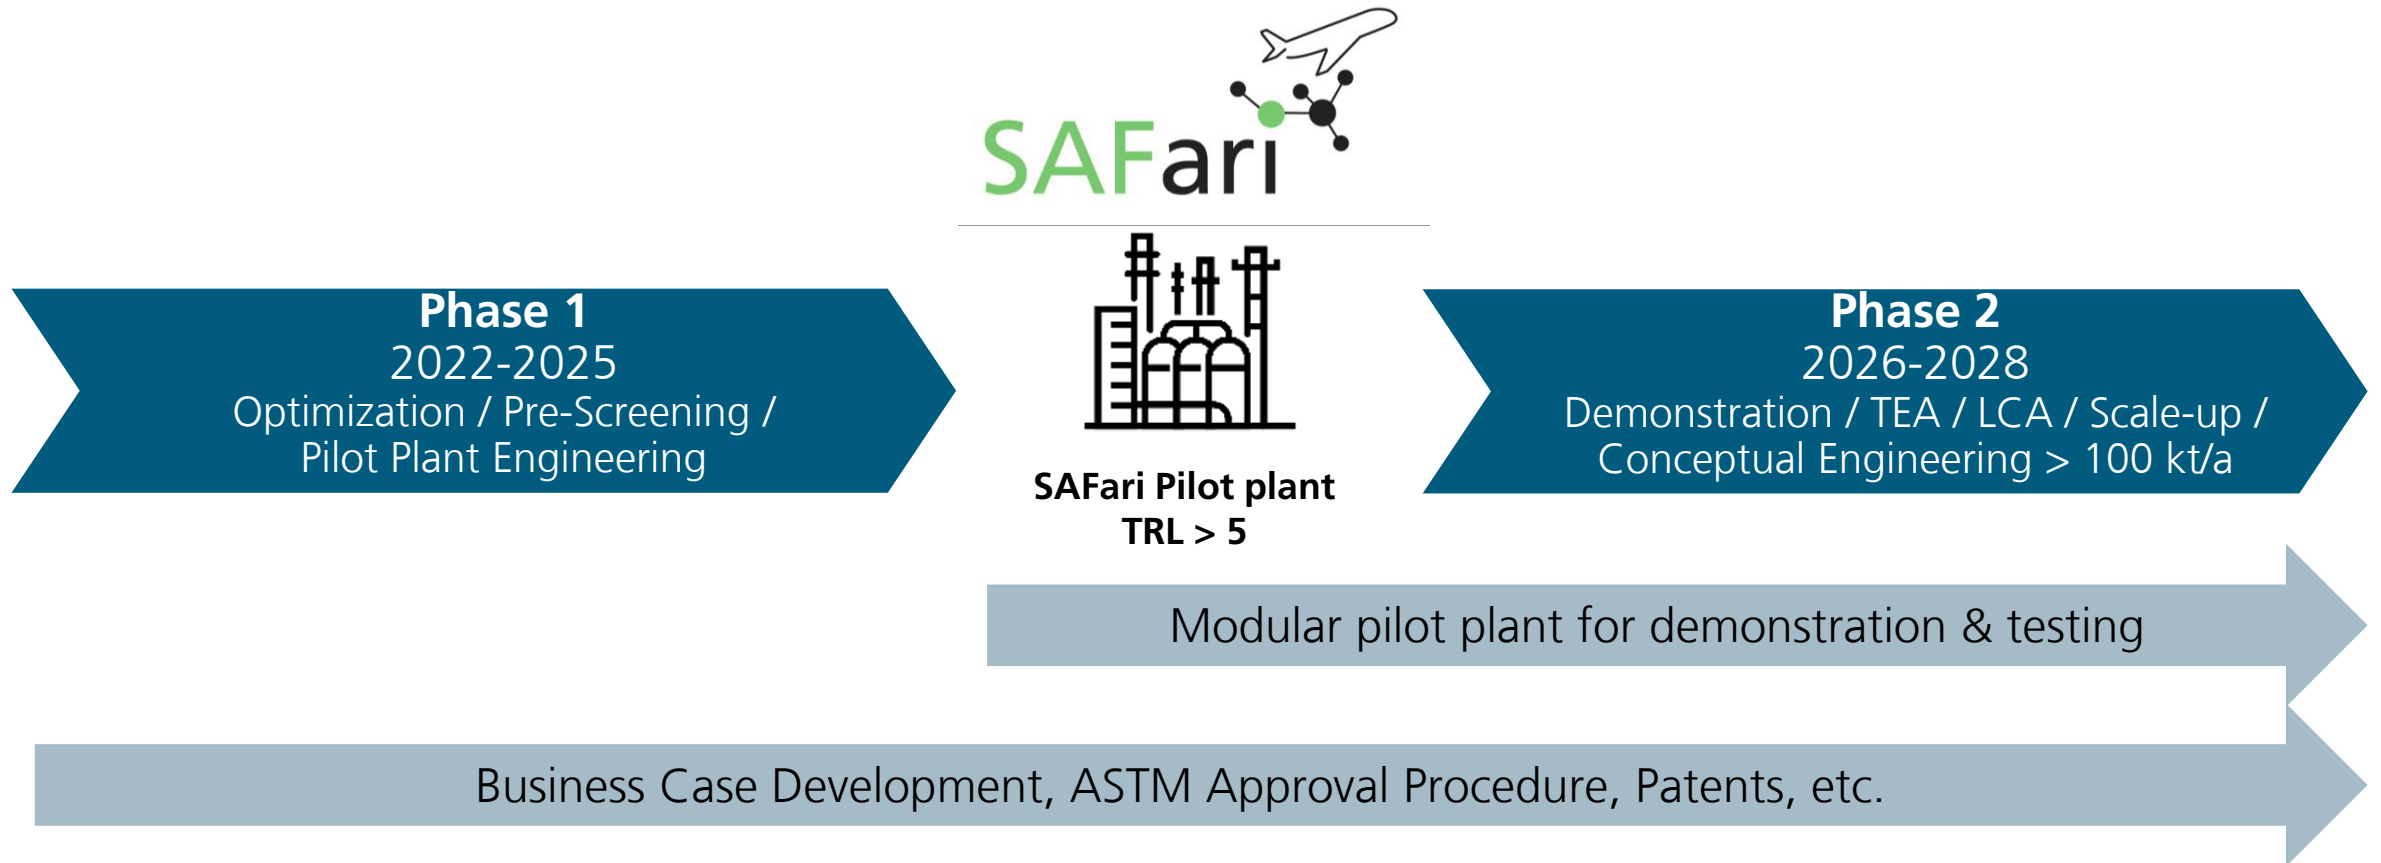 SAFari
Phase 1
2022-2025
Optimization / Pre-Screening /
Pilot Plant Engineering
SAFari Pilot plant
TRL > 5
Phase 2
2026-2028
Demonstration / TEA / LCA / Scale-up /
Conceptual Engineering > 100 kt/a
Modular pilot plant for demonstration & testing
Business Case Development, ASTM Approval Procedure, Patents, etc.